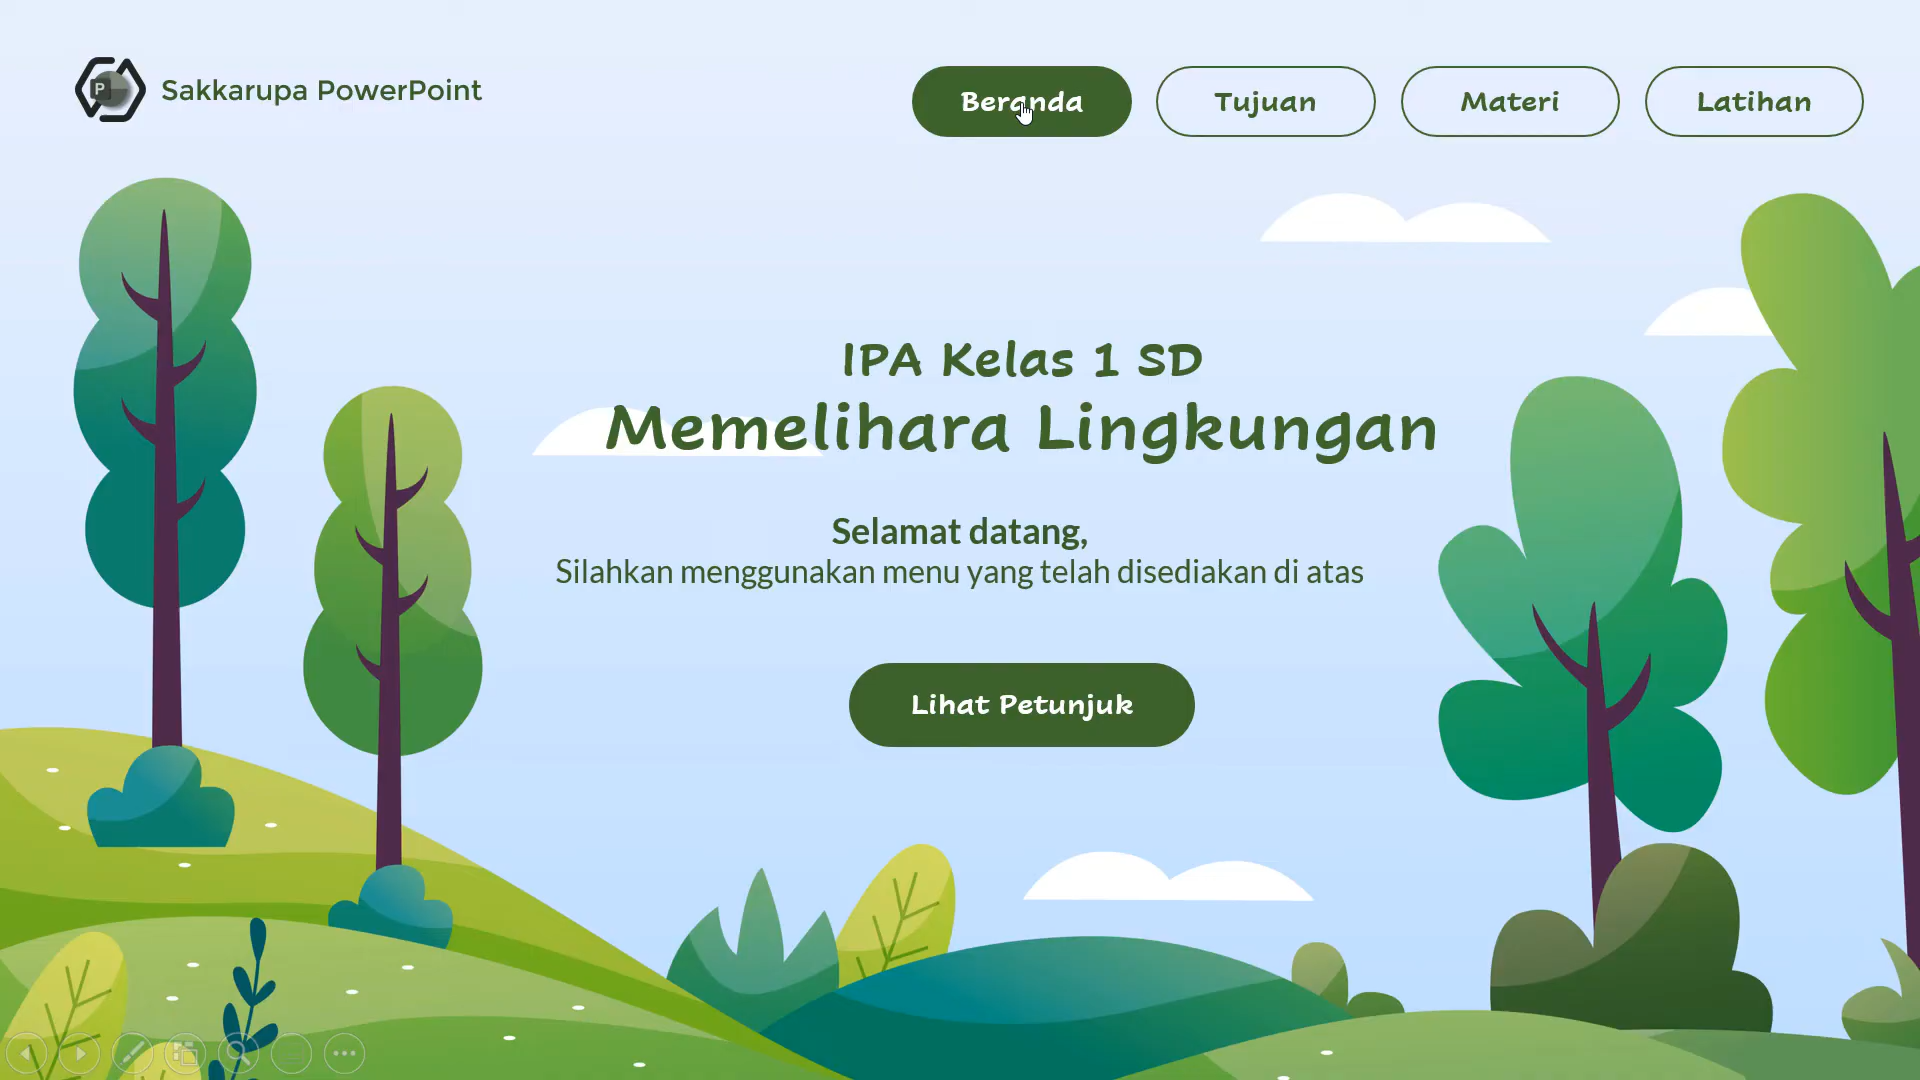 Sakkarupa PowerPoint
Beranda
Tujuan
Materi
Latihan
IPA Kelas 1 SD
Memelihara Lingkungan
Selamat datang,
Silahkan menggunakan menu yang telah disediakan di atas
Lihat Petunjuk